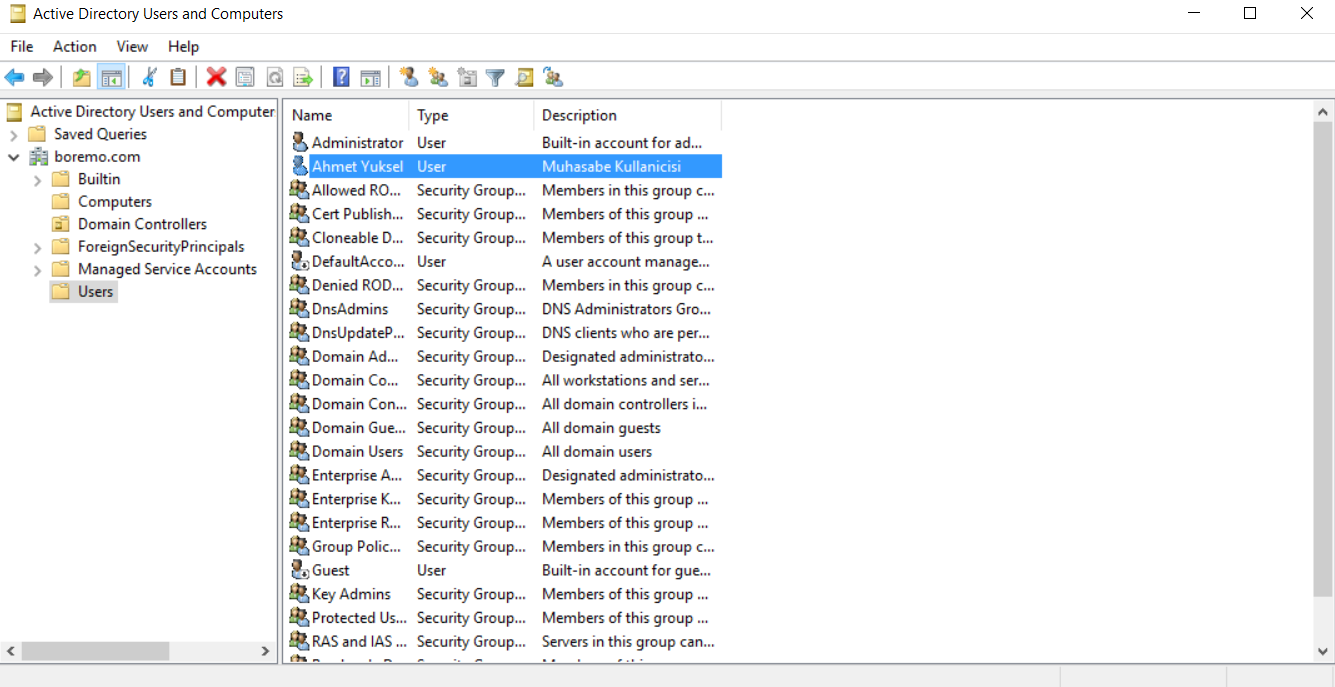 Active Directory Users and Computers
File Action View Help
Active Directory Users and Computer
Saved Queries
boremo.com
Builtin
Computers
Domain Controllers
ForeignSecurityPrincipals
Managed Service Accounts
Users
Name Type Description
Administrator User Built-in account for ad...
Ahmet Yuksel User Muhasabe Kullanicisi
Allowed RO... Security Group... Members in this group c...
Cert Publish... Security Group... Members of this group ...
Cloneable D... Security Group... Members of this group t...
DefaultAcco... User A user account manage...
Denied ROD... Security Group... Members in this group c...
DnsAdmins Security Group... DNS Administrators Gro...
DnsUpdateP... Security Group... DNS clients who are per...
Domain Ad... Security Group... Designated administrato...
Domain Co... Security Group... All workstations and ser...
Domain Con... Security Group... All domain controllers i...
Domain Gue... Security Group... All domain guests
Domain Users Security Group... All domain users
Enterprise A... Security Group... Designated administrato...
Enterprise K... Security Group... Members of this group ...
Enterprise R... Security Group... Members of this group ...
Group Polic... Security Group... Members in this group c...
Guest User Built-in account for gue...
Key Admins Security Group... Members of this group ...
Protected Us... Security Group... Members of this group ...
RAS and IAS ... Security Group... Servers in this group can...